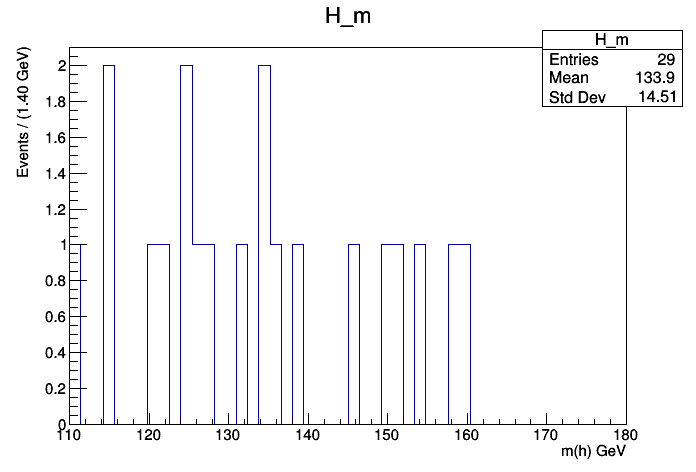 H_m
H_m
Entries 29
Mean 133.9
Std Dev 14.51
Events / (1.40 GeV)
2
1.8
1.6
1.4
1.2
1
0.8
0.6
0.4
0.2
0
110 120 130 140 150 160 170 180
m(h) GeV